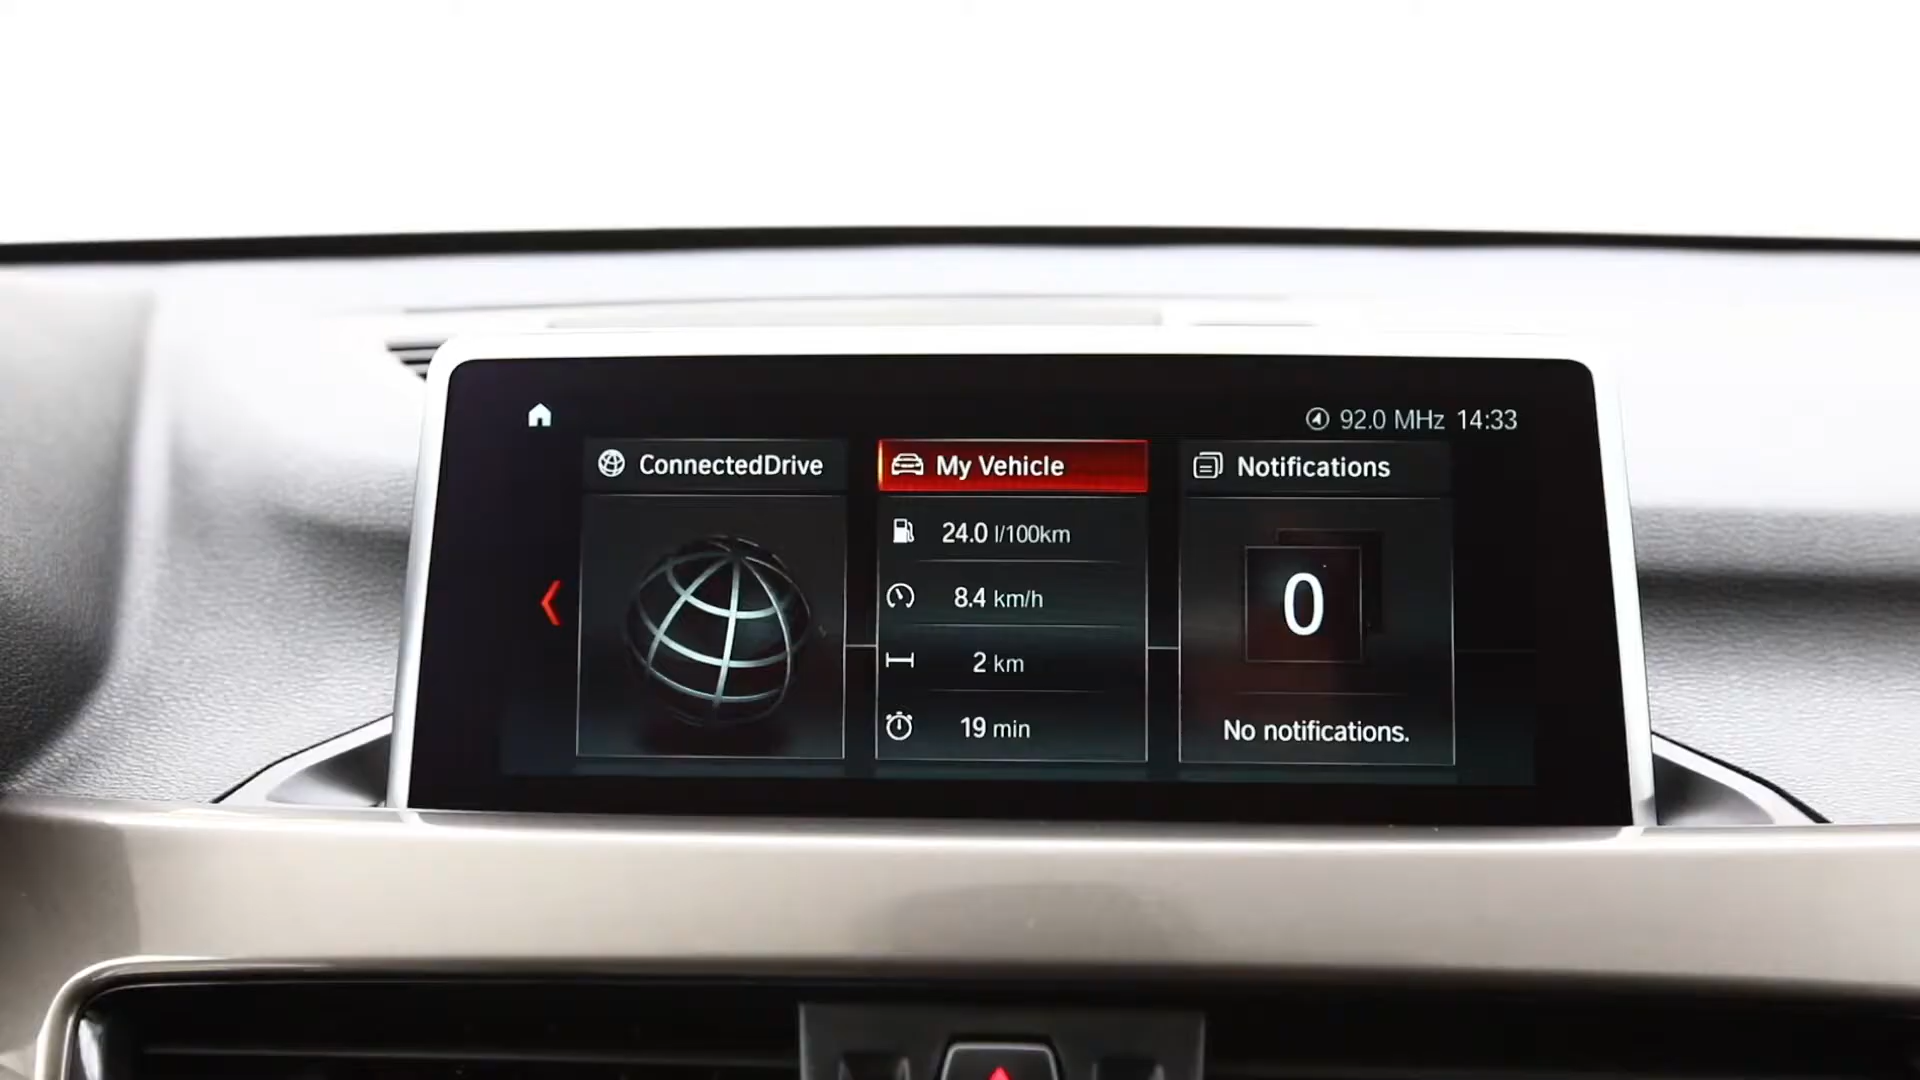 92.0 MHz 14:33
ConnectedDrive
My Vehicle
24.0 l/100km
8.4 km/h
2 km
19 min
Notifications
0
No notifications.